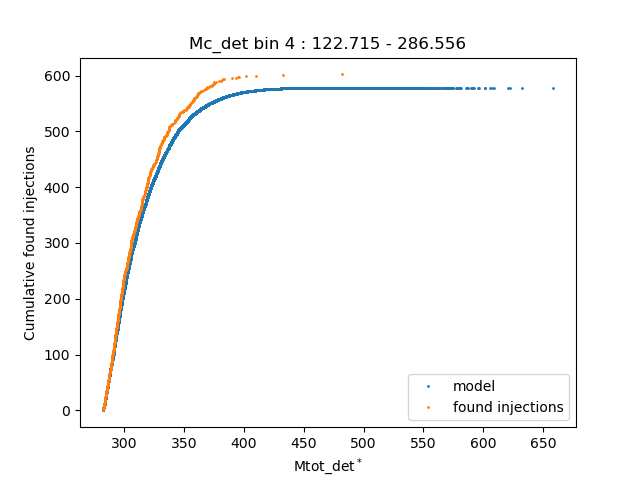 Mc_det bin 4 : 122.715 - 286.556
Cumulative found injections
600
500
400
300
200
100
0
300 350 400 450 500 550 600 650
Mtot_det*
model
found injections